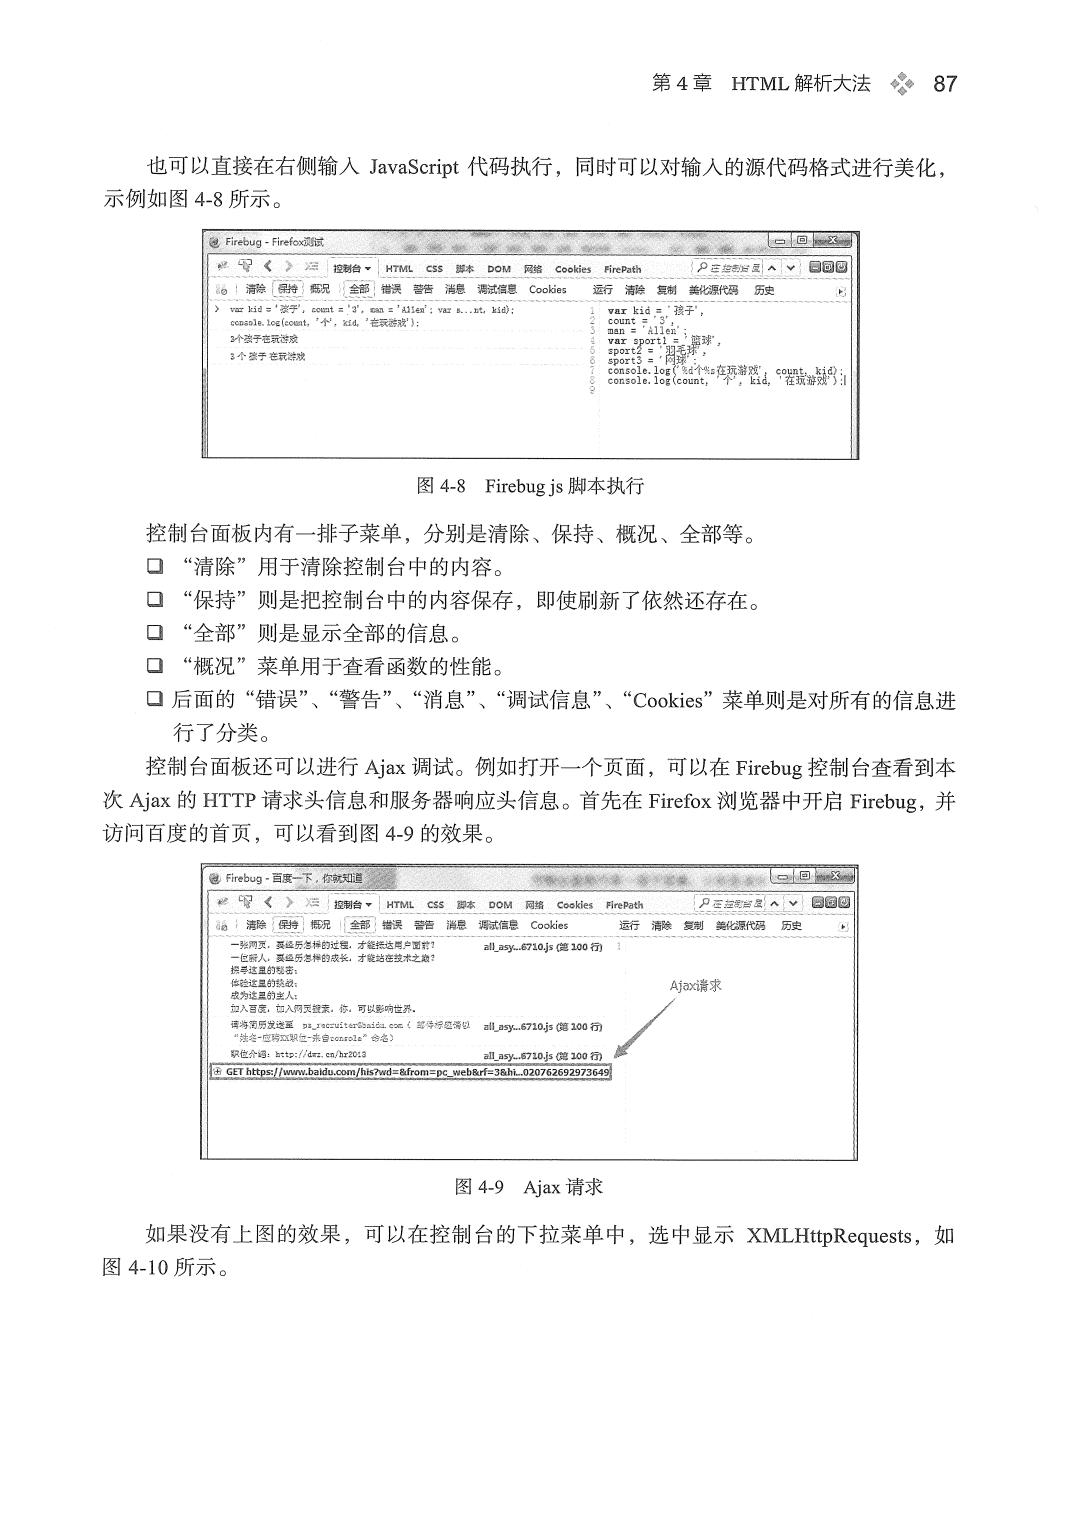 第 4 章 HTML 解析大法 87
也可以直接在右侧输入 JavaScript 代码执行，同时可以对输入的源代码格式进行美化，
示例如图 4-8 所示。
Firebug - Firefox测试
控制台 HTML CSS 脚本 DOM 网络 Cookies FirePath
清除 保持 概况 全部 错误 警告 消息 调试信息 Cookies 运行 清除 复制 美化源代码 历史
var kid = '孩子', count = '3', man = 'Allen'; var s...nt, kid);
console.log(count, '个', kid, '在玩游戏');
3个孩子在玩游戏
3 个 孩子 在玩游戏
1 var kid = '孩子',
2 count = '3',
3 man = 'Allen';
4 var sport1 = '篮球',
5 sport2 = '羽毛球',
6 sport3 = '网球';
7 console.log('%d个%s在玩游戏', count, kid);
8 console.log(count, '个', kid, '在玩游戏');
9
图 4-8 Firebug js 脚本执行
控制台面板内有一排子菜单，分别是清除、保持、概况、全部等。
❑ “清除”用于清除控制台中的内容。
❑ “保持”则是把控制台中的内容保存，即使刷新了依然还存在。
❑ “全部”则是显示全部的信息。
❑ “概况”菜单用于查看函数的性能。
❑ 后面的“错误”、“警告”、“消息”、“调试信息”、“Cookies”菜单则是对所有的信息进
行了分类。
控制台面板还可以进行 Ajax 调试。例如打开一个页面，可以在 Firebug 控制台查看到本
次 Ajax 的 HTTP 请求头信息和服务器响应头信息。首先在 Firefox 浏览器中开启 Firebug，并
访问百度的首页，可以看到图 4-9 的效果。
Firebug - 百度一下，你就知道
控制台 HTML CSS 脚本 DOM 网络 Cookies FirePath
清除 保持 概况 全部 错误 警告 消息 调试信息 Cookies 运行 清除 复制 美化源代码 历史
一张网页，要经历怎样的过程，才能抵达用户面前？ all_asy...6710.js (第 100 行) 1
一位新人，要经历怎样的成长，才能站在技术之巅？
探寻这里的秘密；
体验这里的挑战；
成为这里的主人；
加入百度，加入网页搜索，你，可以影响世界。
请将简历发送至 ps_recruiter@baidu.com（ 邮件标题请以 all_asy...6710.js (第 100 行)
“姓名-应聘XX职位-来自console”命名）
职位介绍：http://dwz.cn/hr2013 all_asy...6710.js (第 100 行)
GET https://www.baidu.com/his?wd=&from=pc_web&rf=3&hi...020762692973649
Ajaxi请求
图 4-9 Ajax 请求
如果没有上图的效果，可以在控制台的下拉菜单中，选中显示 XMLHttpRequests，如
图 4-10 所示。